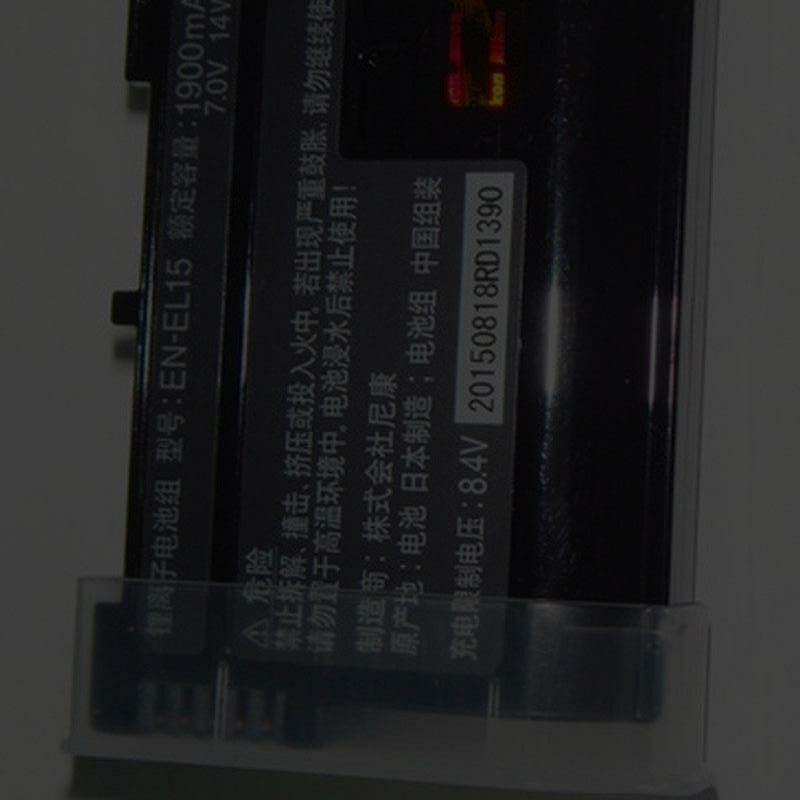 锂离子电池组 型号:EN-EL15 额定容量:1900mA
7.0V 14W
⚠危险
禁止拆解、撞击、挤压或投入火中。若出现严重鼓胀,请勿继续使
请勿置于高温环境中。电池浸水后禁止使用!
制造商:株式会社尼康
原产地:电池 日本制造;电池组 中国组装
充电限制电压:8.4V 20150818RD1390